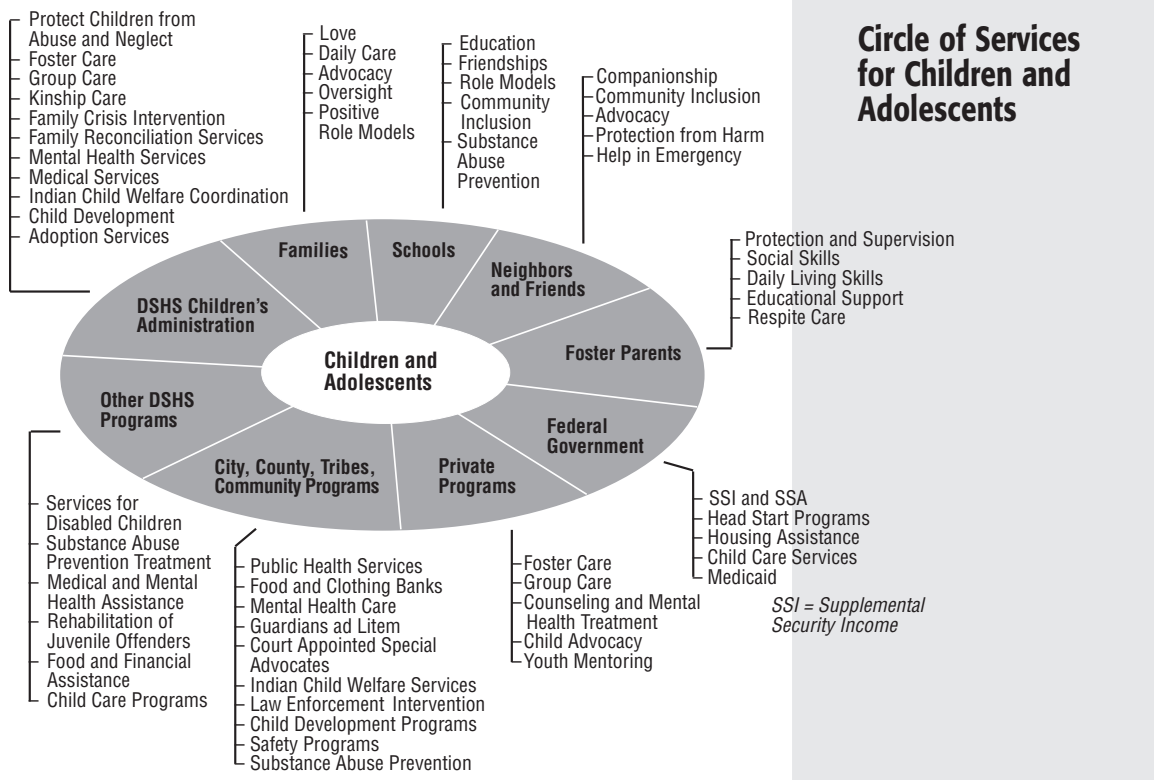 Circle of Services
for Children and
Adolescents
Protect Children from
Abuse and Neglect
Foster Care
Group Care
Kinship Care
Family Crisis Intervention
Family Reconciliation Services
Mental Health Services
Medical Services
Indian Child Welfare Coordination
Child Development
Adoption Services
Love
Daily Care
Advocacy
Oversight
Positive
Role Models
Education
Friendships
Role Models
Community
Inclusion
Substance
Abuse
Prevention
Companionship
Community Inclusion
Advocacy
Protection from Harm
Help in Emergency
Protection and Supervision
Social Skills
Daily Living Skills
Educational Support
Respite Care
Families
Schools
Neighbors
and Friends
DSHS Children's
Administration
Foster Parents
Children and
Adolescents
Other DSHS
Programs
Federal
Government
City, County, Tribes,
Community Programs
Private
Programs
Services for
Disabled Children
Substance Abuse
Prevention Treatment
Medical and Mental
Health Assistance
Rehabilitation of
Juvenile Offenders
Food and Financial
Assistance
Child Care Programs
Public Health Services
Food and Clothing Banks
Mental Health Care
Guardians ad Litem
Court Appointed Special
Advocates
Indian Child Welfare Services
Law Enforcement Intervention
Child Development Programs
Safety Programs
Substance Abuse Prevention
Foster Care
Group Care
Counseling and Mental
Health Treatment
Child Advocacy
Youth Mentoring
SSI and SSA
Head Start Programs
Housing Assistance
Child Care Services
Medicaid
SSI = Supplemental
Security Income